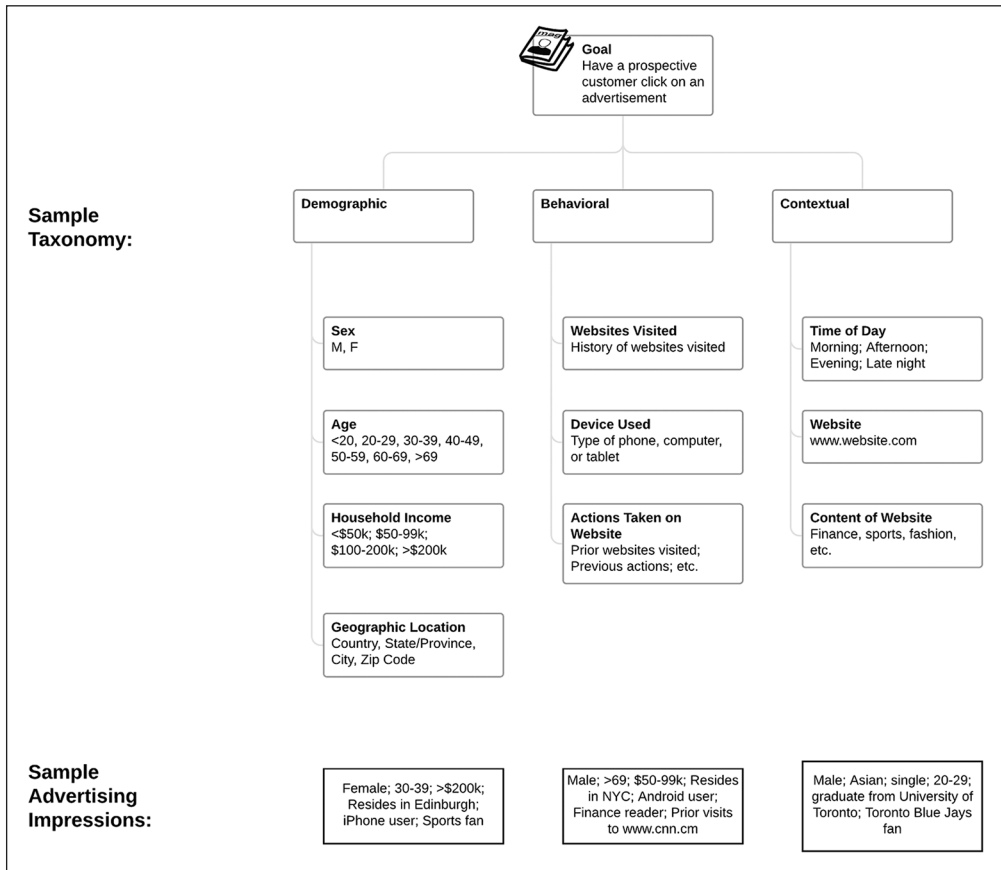 mag
Goal
Have a prospective
customer click on an
advertisement
Sample
Taxonomy:
Demographic
Behavioral
Contextual
Sex
M, F
Websites Visited
History of websites visited
Time of Day
Morning; Afternoon;
Evening; Late night
Age
<20, 20-29, 30-39, 40-49,
50-59, 60-69, >69
Device Used
Type of phone, computer,
or tablet
Website
www.website.com
Household Income
<$50k; $50-99k;
$100-200k; >$200k
Actions Taken on
Website
Prior websites visited;
Previous actions; etc.
Content of Website
Finance, sports, fashion,
etc.
Geographic Location
Country, State/Province,
City, Zip Code
Sample
Advertising
Impressions:
Female; 30-39; >$200k;
Resides in Edinburgh;
iPhone user; Sports fan
Male; >69; $50-99k; Resides
in NYC; Android user;
Finance reader; Prior visits
to www.cnn.cm
Male; Asian; single; 20-29;
graduate from University of
Toronto; Toronto Blue Jays
fan